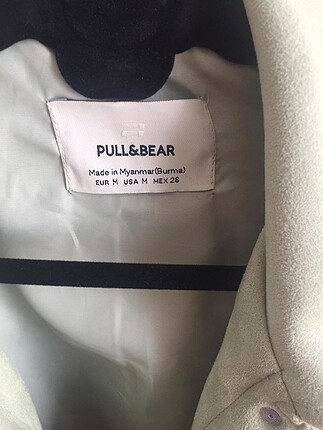 PULL&BEAR
Made in Myanmar(Burma)
EUR M USA M MEX 28